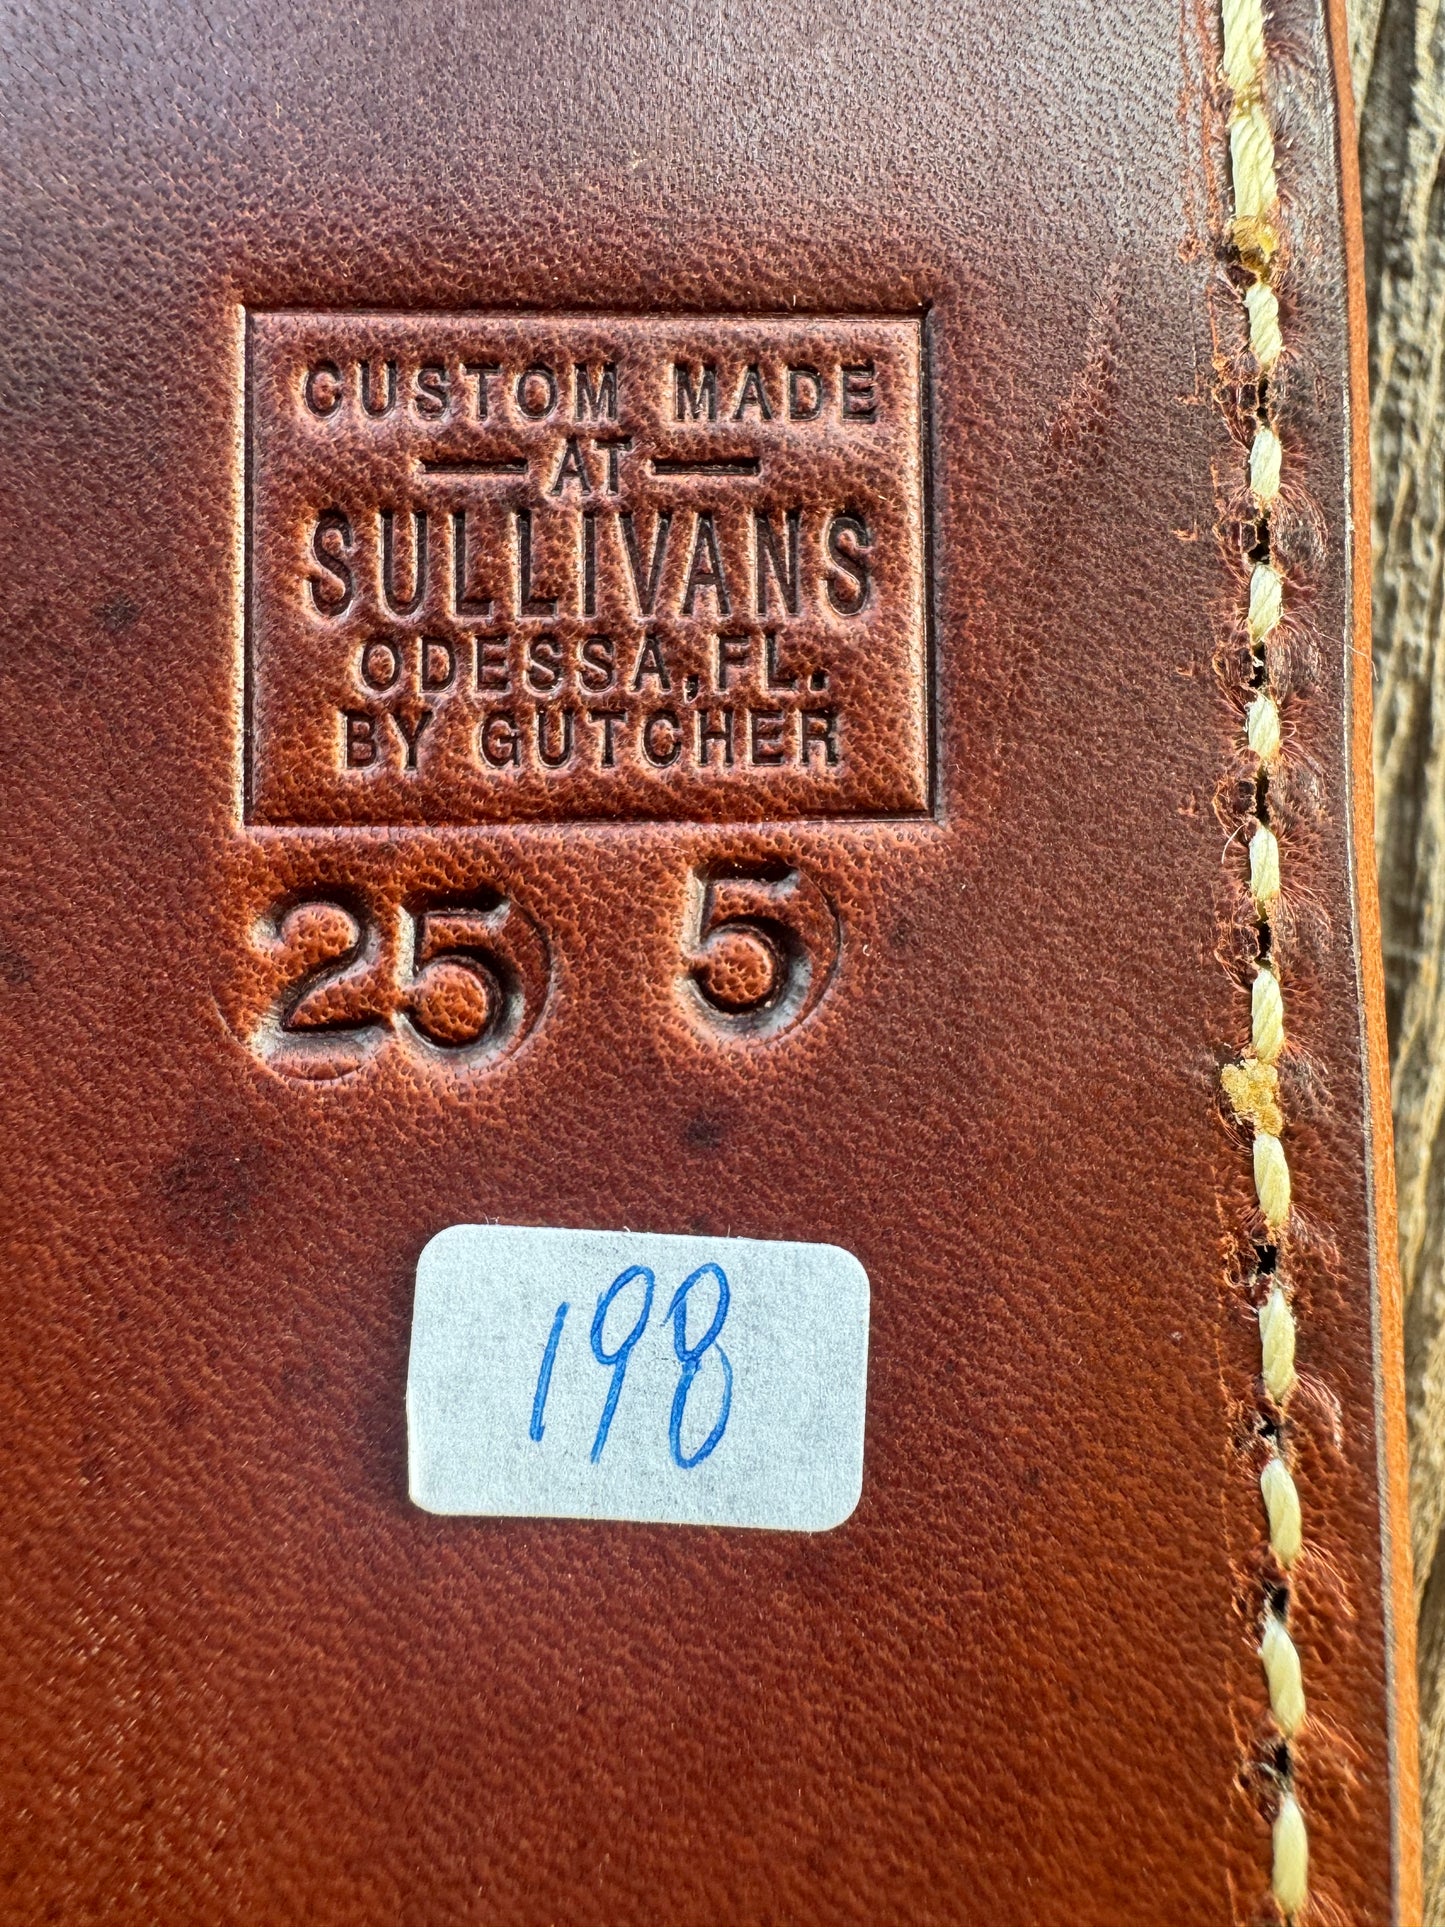 CUSTOM MADE
— AT —
SULLIVANS
ODESSA, FL.
BY GUTCHER
25 5
198